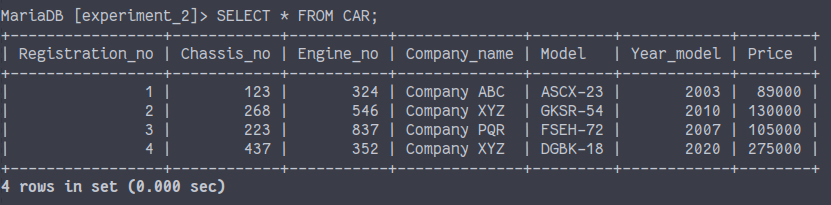 MariaDB [experiment_2]> SELECT * FROM CAR;
+-----------------+------------+-----------+--------------+---------+------------+--------+
| Registration_no | Chassis_no | Engine_no | Company_name | Model   | Year_model | Price  |
+-----------------+------------+-----------+--------------+---------+------------+--------+
|               1 |        123 |       324 | Company ABC  | ASCX-23 |       2003 |  89000 |
|               2 |        268 |       546 | Company XYZ  | GKSR-54 |       2010 | 130000 |
|               3 |        223 |       837 | Company PQR  | FSEH-72 |       2007 | 105000 |
|               4 |        437 |       352 | Company XYZ  | DGBK-18 |       2020 | 275000 |
+-----------------+------------+-----------+--------------+---------+------------+--------+
4 rows in set (0.000 sec)